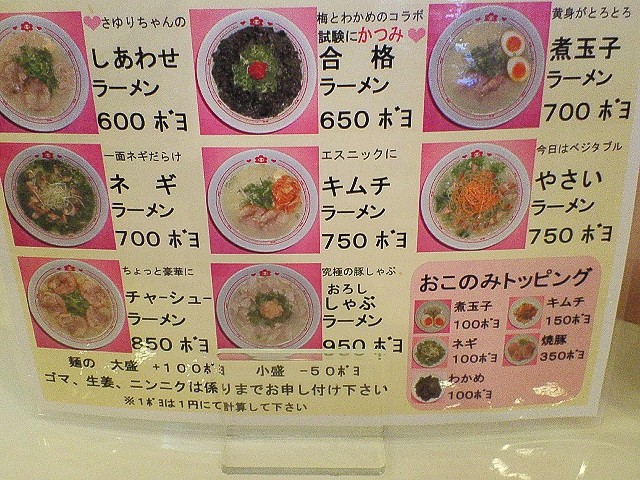 ♥さゆりちゃんの
しあわせ
ラーメン
600 ボヨ
梅とわかめのコラボ
試験にかつみ♥
合格
ラーメン
650 ボヨ
黄身がとろとろ
煮玉子
ラーメン
700 ボヨ
一面ネギだらけ
ネギ
ラーメン
700 ボヨ
エスニックに
キムチ
ラーメン
750 ボヨ
今日はベジタブル
やさい
ラーメン
750 ボヨ
ちょっと豪華に
チャーシュー
ラーメン
850 ボヨ
究極の豚しゃぶ
おろし
しゃぶ
ラーメン
950 ボヨ
おこのみトッピング
煮玉子
100ボヨ
キムチ
150ボヨ
ネギ
100ボヨ
焼豚
350ボヨ
わかめ
100ボヨ
麺の 大盛 +100ボヨ 小盛 -50ボヨ
ゴマ、生姜、ニンニクは係りまでお申し付け下さい
※1ボヨは1円にて計算して下さい